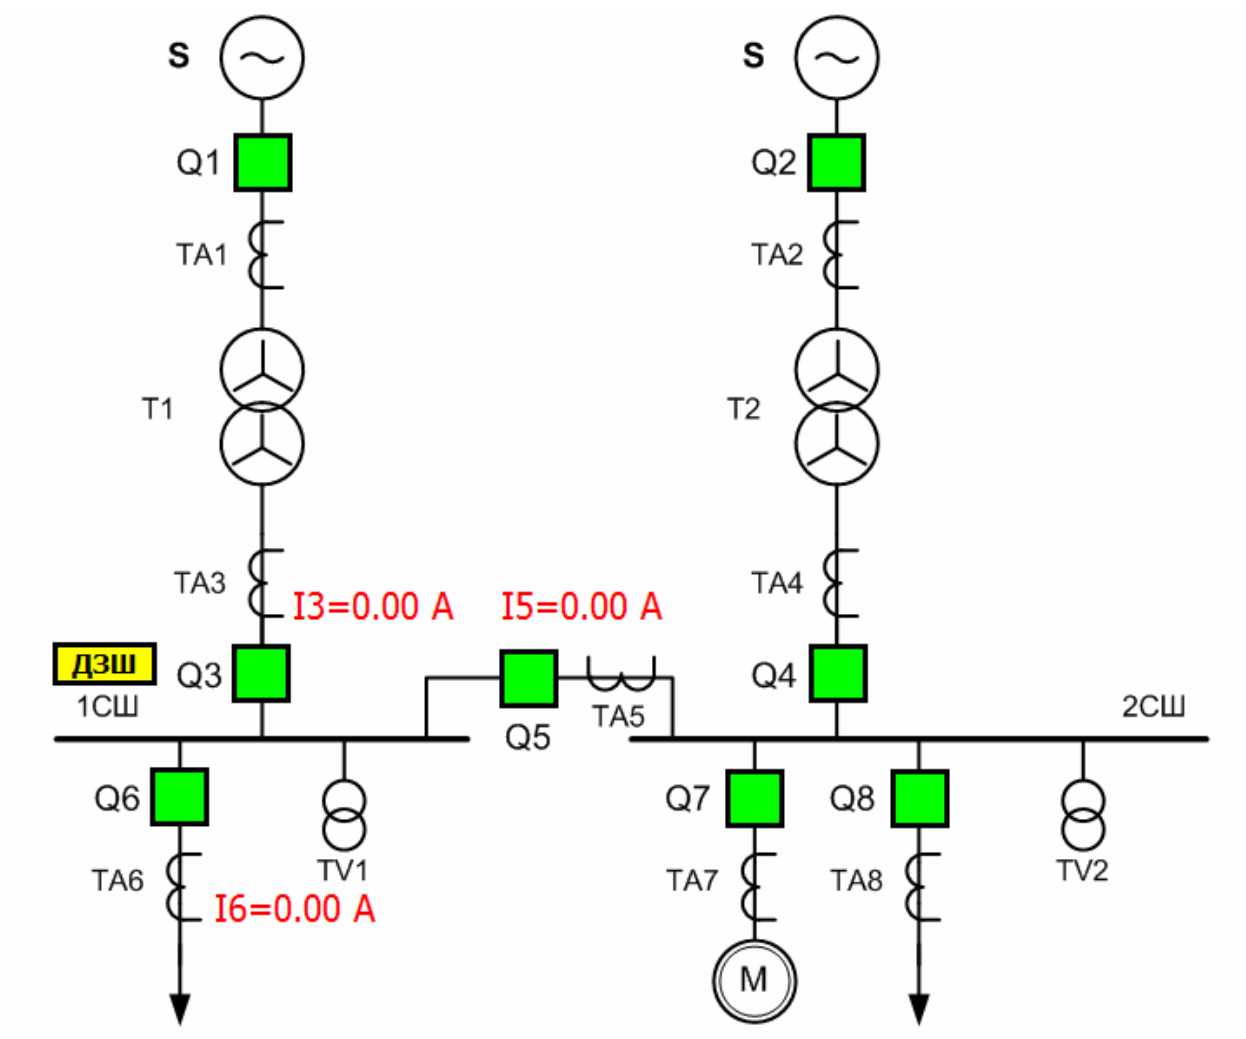 S
S
Q1
Q2
TA1
TA2
T1
T2
TA3
TA4
I3=0.00 A
I5=0.00 A
ДЗШ
Q3
Q4
1СШ
TA5
2СШ
Q5
Q6
Q7
Q8
TA6
TV1
TA7
TA8
TV2
I6=0.00 A
M